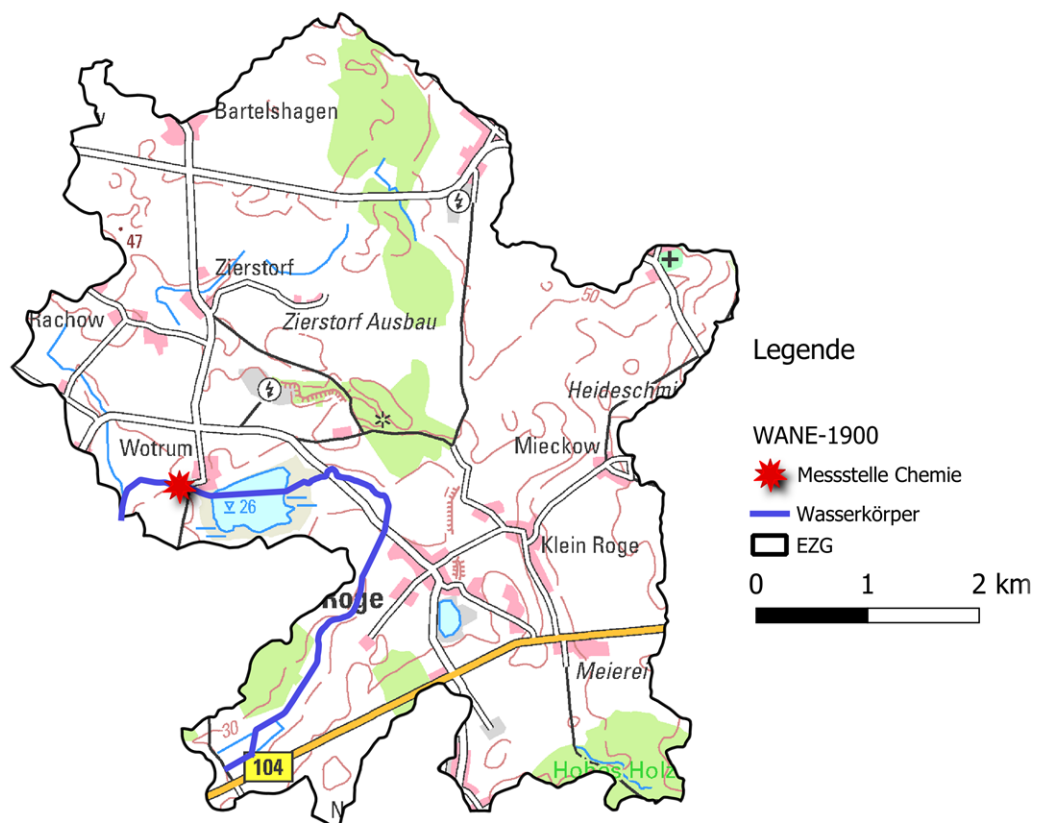 Bartelshagen
47
Zierstorf
Zierstorf Ausbau
50
Rachow
Heideschmi
Wotrum
Mieckow
26
Klein Roge
Roge
Meierei
30
104
Hohes Holz
N
Legende
WANE-1900
Messstelle Chemie
Wasserkörper
EZG
0 1 2 km